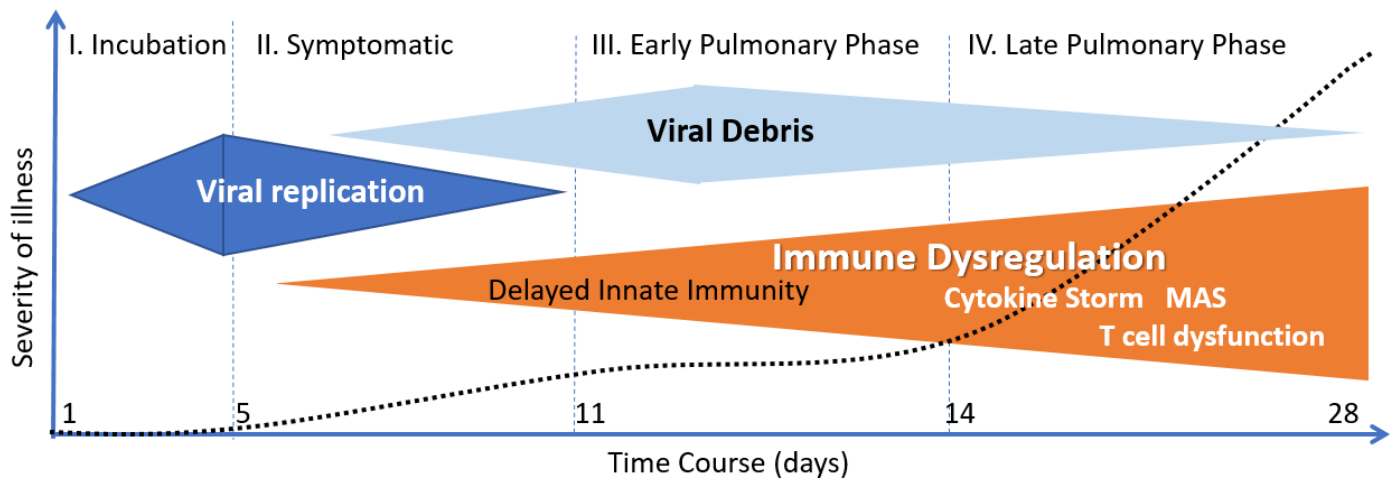 I. Incubation
II. Symptomatic
III. Early Pulmonary Phase
IV. Late Pulmonary Phase
Viral Debris
Viral replication
Immune Dysregulation
Delayed Innate Immunity
Cytokine Storm MAS
T cell dysfunction
Severity of illness
1
5
11
14
28
Time Course (days)